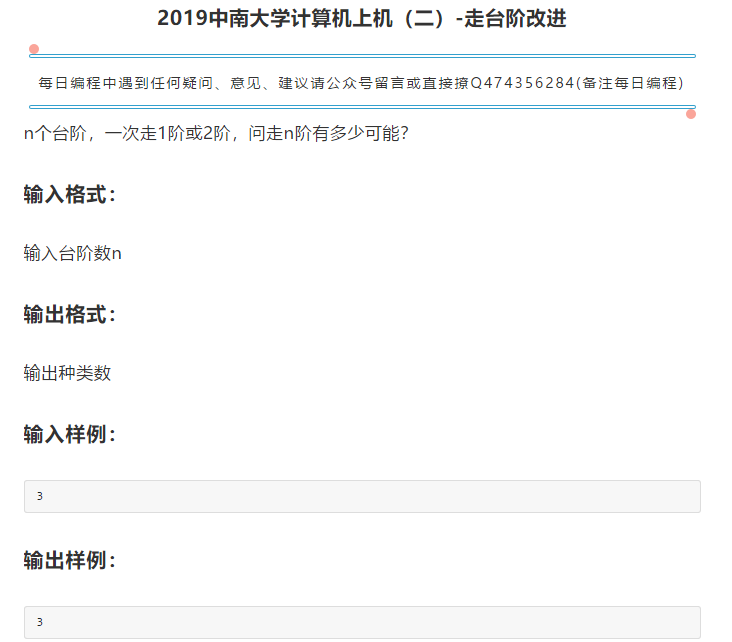 2019中南大学计算机上机（二）-走台阶改进
每日编程中遇到任何疑问、意见、建议请公众号留言或直接撩Q474356284(备注每日编程)
n个台阶，一次走1阶或2阶，问走n阶有多少可能？
输入格式：
输入台阶数n
输出格式：
输出种类数
输入样例：
3
输出样例：
3